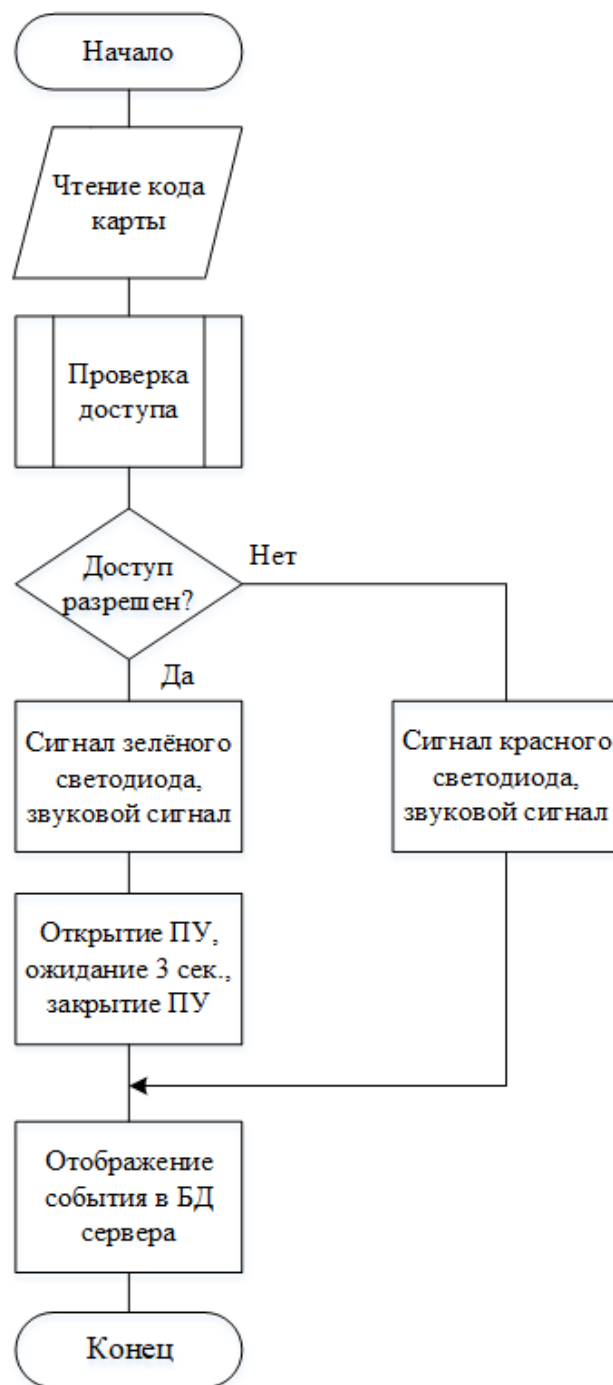 Начало
Чтение кода
карты
Проверка
доступа
Доступ
разрешен?
Нет
Да
Сигнал зелёного
светодиода,
звуковой сигнал
Сигнал красного
светодиода,
звуковой сигнал
Открытие ПУ,
ожидание 3 сек.,
закрытие ПУ
Отображение
события в БД
сервера
Конец